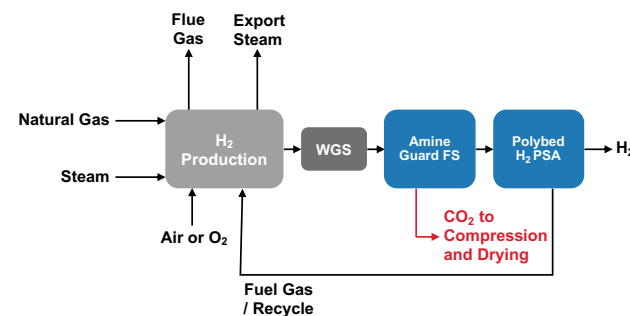 Flue
Gas
Export
Steam
Natural Gas
H₂
Production
WGS
Amine
Guard FS
Polybed
H₂ PSA
H₂
Steam
Air or O₂
CO₂ to
Compression
and Drying
Fuel Gas
/ Recycle